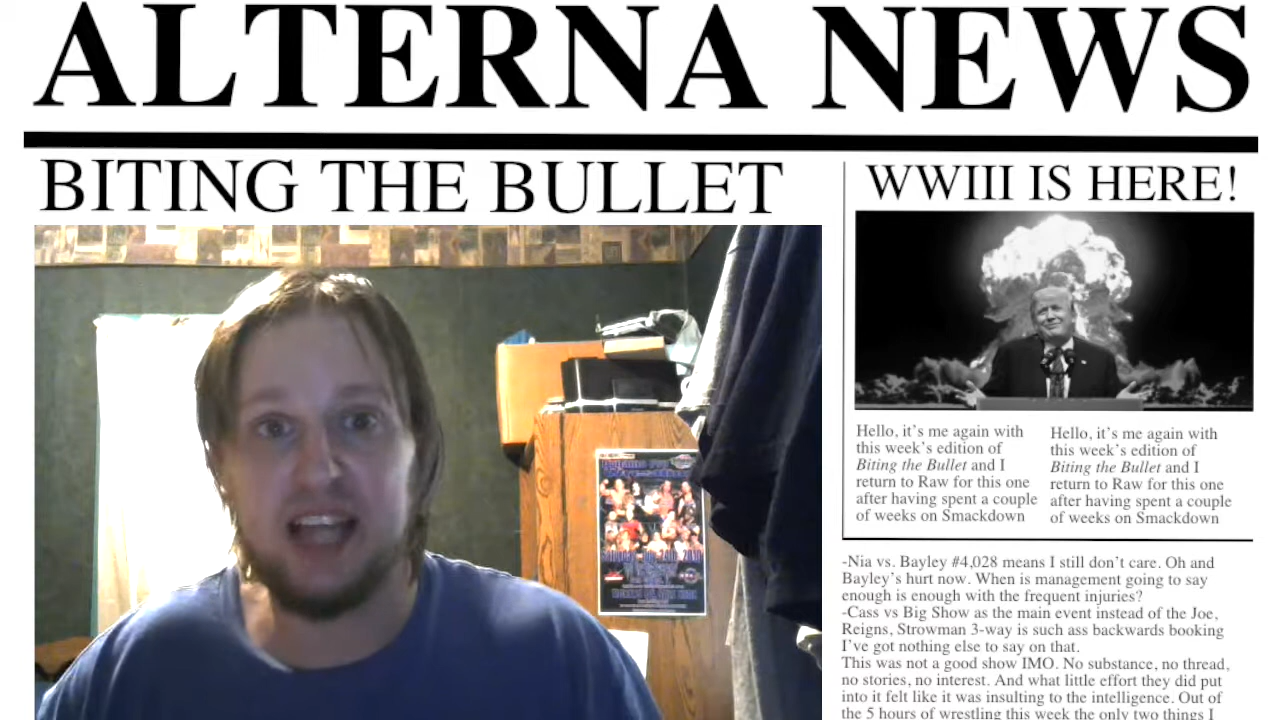 ALTERNA NEWS
BITING THE BULLET
WWIII IS HERE!
Hello, it's me again with
this week's edition of
Biting the Bullet and I
return to Raw for this one
after having spent a couple
of weeks on Smackdown
Hello, it's me again with
this week's edition of
Biting the Bullet and I
return to Raw for this one
after having spent a couple
of weeks on Smackdown
-Nia vs. Bayley #4,028 means I still don't care. Oh and
Bayley's hurt now. When is management going to say
enough is enough with the frequent injuries?
-Cass vs Big Show as the main event instead of the Joe,
Reigns, Strowman 3-way is such ass backwards booking
I've got nothing else to say on that.
This was not a good show IMO. No substance, no thread,
no stories, no interest. And what little effort they did put
into it felt like it was insulting to the intelligence. Out of
the 5 hours of wrestling this week the only two things I